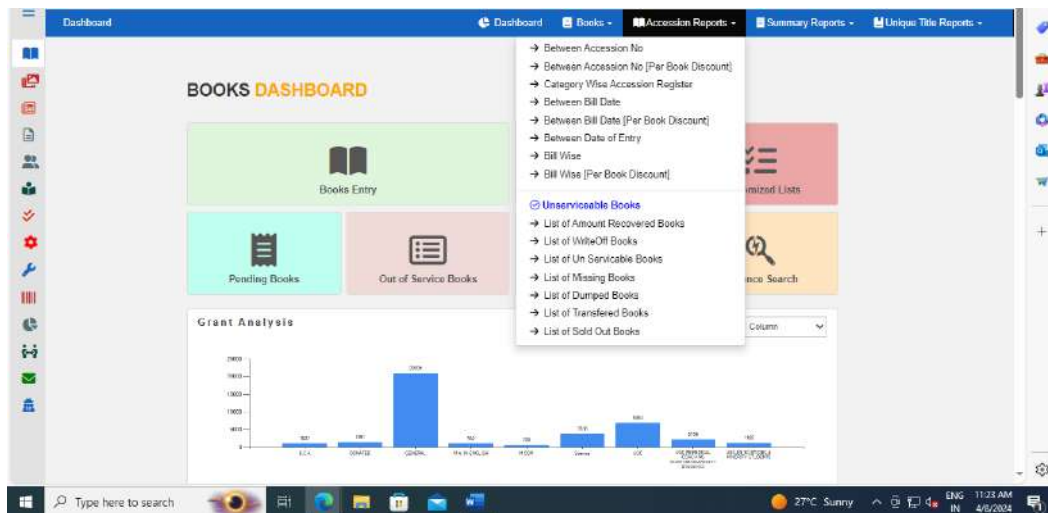 Dashboard
Dashboard
Books
Accession Reports
Summary Reports
Unique Title Reports
Between Accession No
Between Accession No [Per Book Discount]
Category Wise Accession Register
Between Bill Date
Between Bill Date [Per Book Discount]
Between Date of Entry
Bill Wise
Bill Wise [Per Book Discount]
Unserviceable Books
List of Amount Recovered Books
List of WriteOff Books
List of Un Servicable Books
List of Missing Books
List of Dumped Books
List of Transfered Books
List of Sold Out Books
BOOKS DASHBOARD
Books Entry
Lists
Pending Books
Out of Service Books
Search
Grant Analysis
Column
B.C.A.
DONATED
GENERAL
M.COM
Science
UGC
Type here to search
27°C Sunny
ENG
IN
11:23 AM
4/6/2024